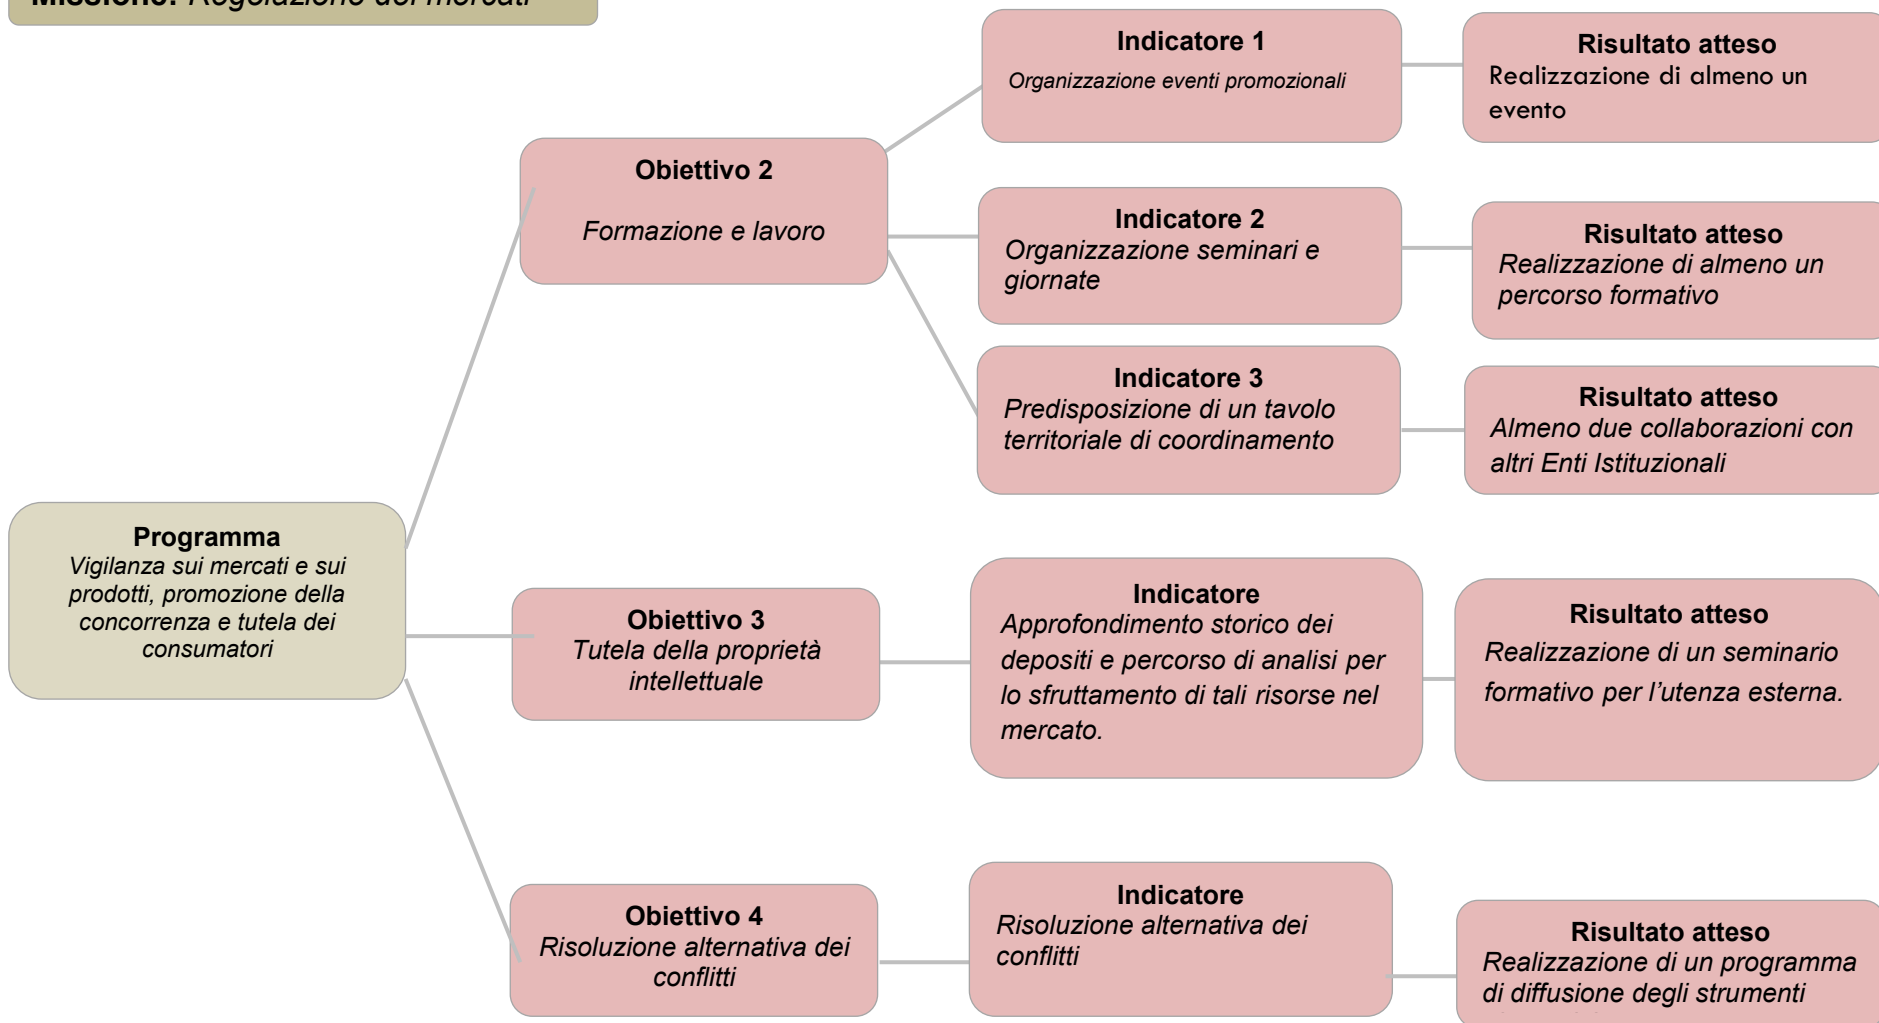 Missione: Regolazione dei mercati
Indicatore 1
Organizzazione eventi promozionali
Risultato atteso
Realizzazione di almeno un
evento
Obiettivo 2
Formazione e lavoro
Indicatore 2
Organizzazione seminari e
giornate
Risultato atteso
Realizzazione di almeno un
percorso formativo
Indicatore 3
Predisposizione di un tavolo
territoriale di coordinamento
Risultato atteso
Almeno due collaborazioni con
altri Enti Istituzionali
Programma
Vigilanza sui mercati e sui
prodotti, promozione della
concorrenza e tutela dei
consumatori
Obiettivo 3
Tutela della proprietà
intellettuale
Indicatore
Approfondimento storico dei
depositi e percorso di analisi per
lo sfruttamento di tali risorse nel
mercato.
Risultato atteso
Realizzazione di un seminario
formativo per l’utenza esterna.
Obiettivo 4
Risoluzione alternativa dei
conflitti
Indicatore
Risoluzione alternativa dei
conflitti
Risultato atteso
Realizzazione di un programma
di diffusione degli strumenti